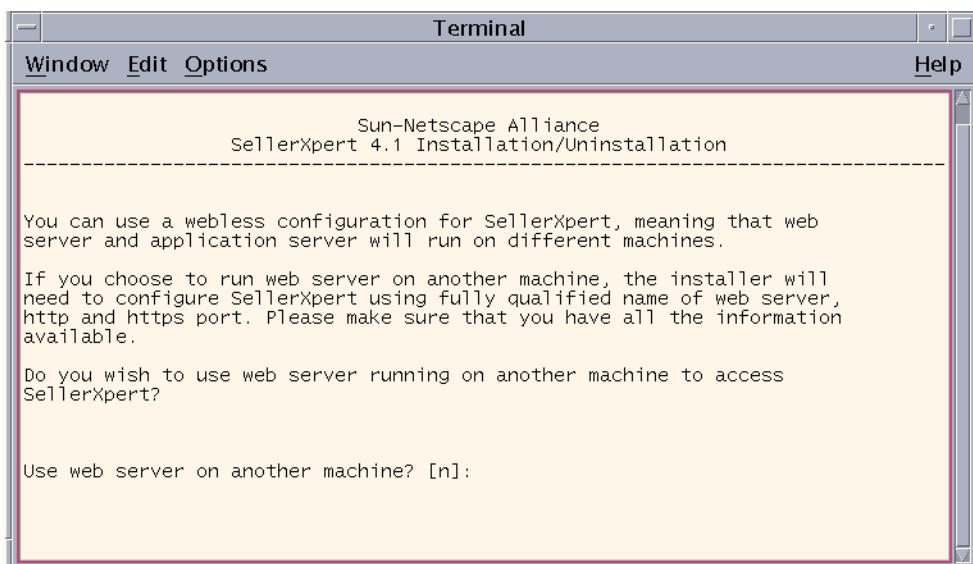 Terminal
Window Edit Options Help
Sun-Netscape Alliance
SellerXpert 4.1 Installation/Uninstallation
--------------------------------------------------------------------------------
You can use a webless configuration for SellerXpert, meaning that web
server and application server will run on different machines.
If you choose to run web server on another machine, the installer will
need to configure SellerXpert using fully qualified name of web server,
http and https port. Please make sure that you have all the information
available.
Do you wish to use web server running on another machine to access
SellerXpert?
Use web server on another machine? [n]: